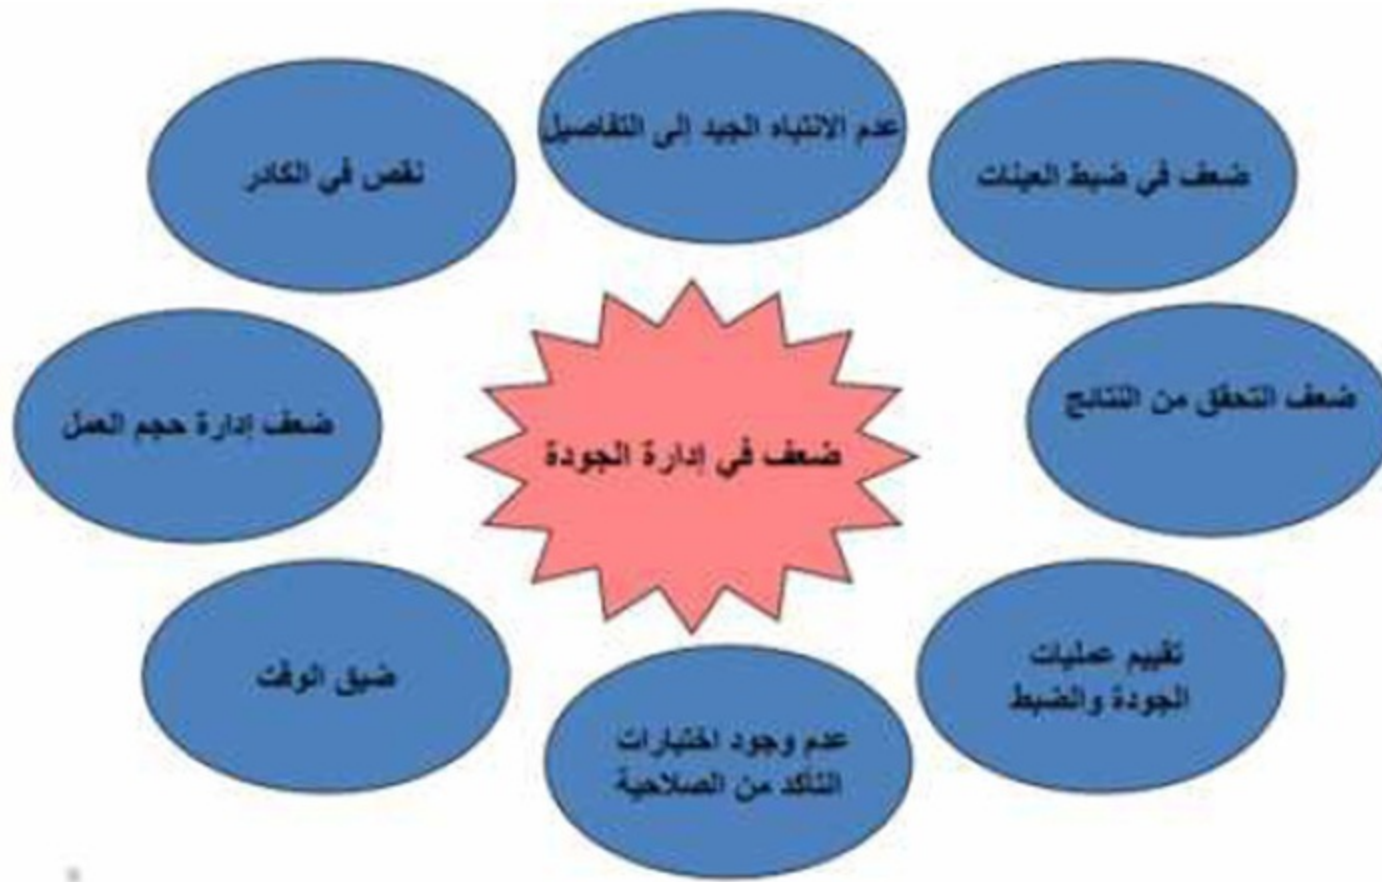 عدم الانتباه الجيد إلى التفاصيل
ضعف في ضبط العينات
نقص في الكادر
ضعف التحقق من النتائج
ضعف إدارة حجم العمل
ضعف في إدارة الجودة
تقييم عمليات
الجودة والضبط
ضيق الوقت
عدم وجود اختبارات
التأكد من الصلاحية